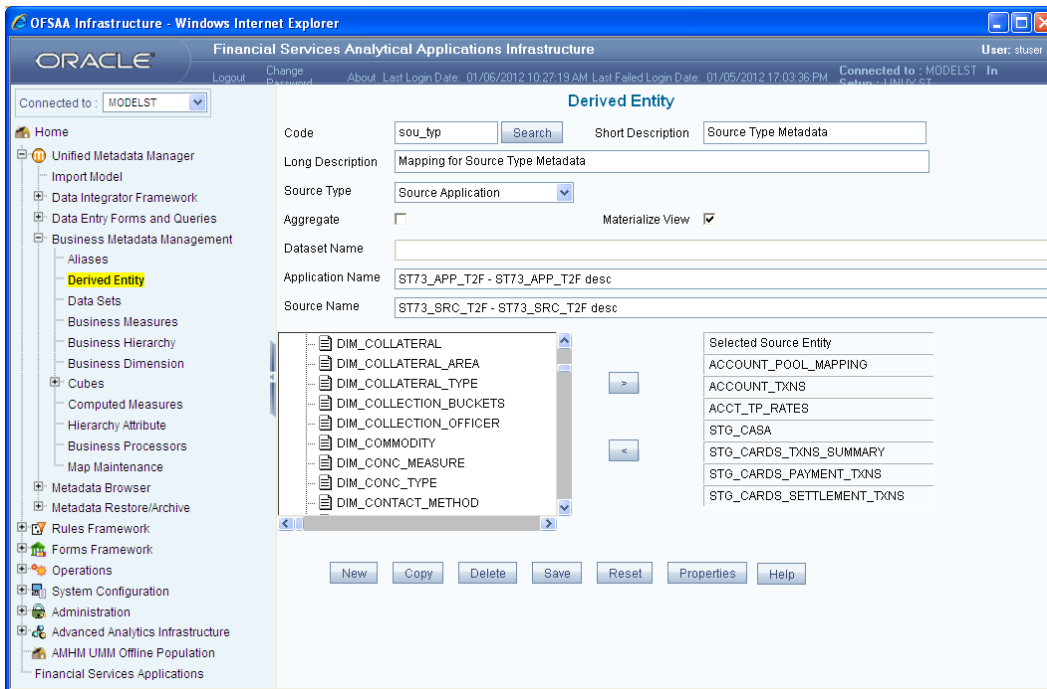 OFSAA Infrastructure - Windows Internet Explorer
ORACLE
Financial Services Analytical Applications Infrastructure
User: stuser
Logout
Change Password
About
Last Login Date: 01/06/2012 10:27:19 AM
Last Failed Login Date: 01/05/2012 17:03:36:PM
Connected to : MODELST In
Setup : LINUX ST
Connected to : MODELST
Home
Unified Metadata Manager
Import Model
Data Integrator Framework
Data Entry Forms and Queries
Business Metadata Management
Aliases
Derived Entity
Data Sets
Business Measures
Business Hierarchy
Business Dimension
Cubes
Computed Measures
Hierarchy Attribute
Business Processors
Map Maintenance
Metadata Browser
Metadata Restore/Archive
Rules Framework
Forms Framework
Operations
System Configuration
Administration
Advanced Analytics Infrastructure
AMHM UMM Offline Population
Financial Services Applications
Derived Entity
Code sou_typ Search Short Description Source Type Metadata
Long Description Mapping for Source Type Metadata
Source Type Source Application
Aggregate Materialize View
Dataset Name
Application Name ST73_APP_T2F - ST73_APP_T2F desc
Source Name ST73_SRC_T2F - ST73_SRC_T2F desc
DIM_COLLATERAL
DIM_COLLATERAL_AREA
DIM_COLLATERAL_TYPE
DIM_COLLECTION_BUCKETS
DIM_COLLECTION_OFFICER
DIM_COMMODITY
DIM_CONC_MEASURE
DIM_CONC_TYPE
DIM_CONTACT_METHOD
>
<
Selected Source Entity
ACCOUNT_POOL_MAPPING
ACCOUNT_TXNS
ACCT_TP_RATES
STG_CASA
STG_CARDS_TXNS_SUMMARY
STG_CARDS_PAYMENT_TXNS
STG_CARDS_SETTLEMENT_TXNS
New Copy Delete Save Reset Properties Help